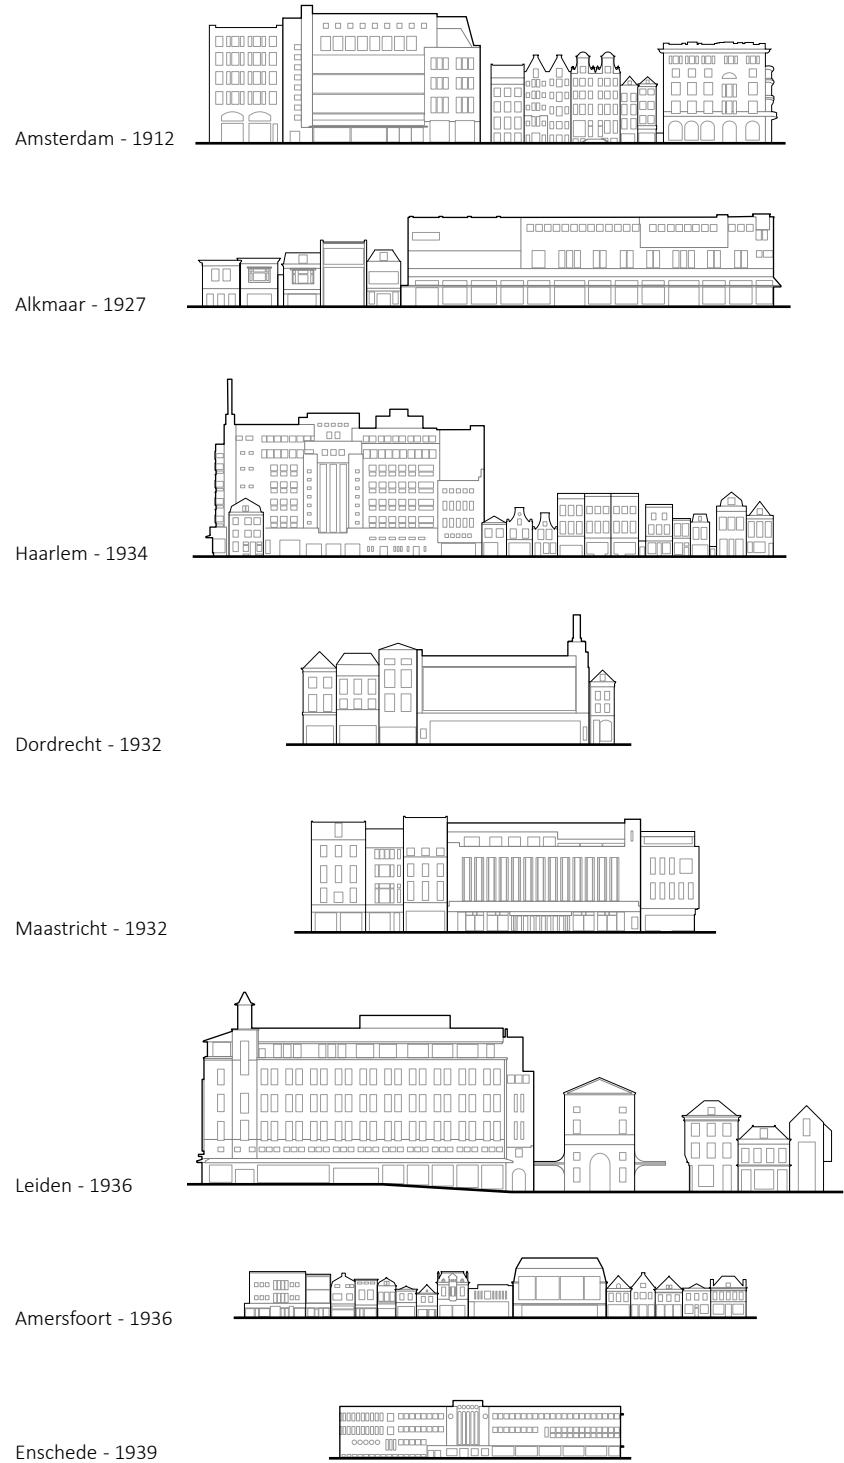 Amsterdam - 1912
Alkmaar - 1927
Haarlem - 1934
Dordrecht - 1932
Maastricht - 1932
Leiden - 1936
Amersfoort - 1936
Enschede - 1939